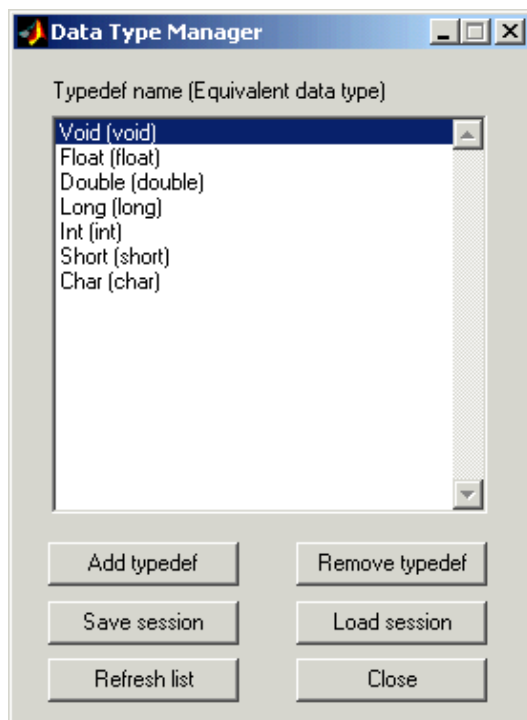 Data Type Manager
Typedef name (Equivalent data type)
Void (void)
Float (float)
Double (double)
Long (long)
Int (int)
Short (short)
Char (char)
Add typedef
Remove typedef
Save session
Load session
Refresh list
Close